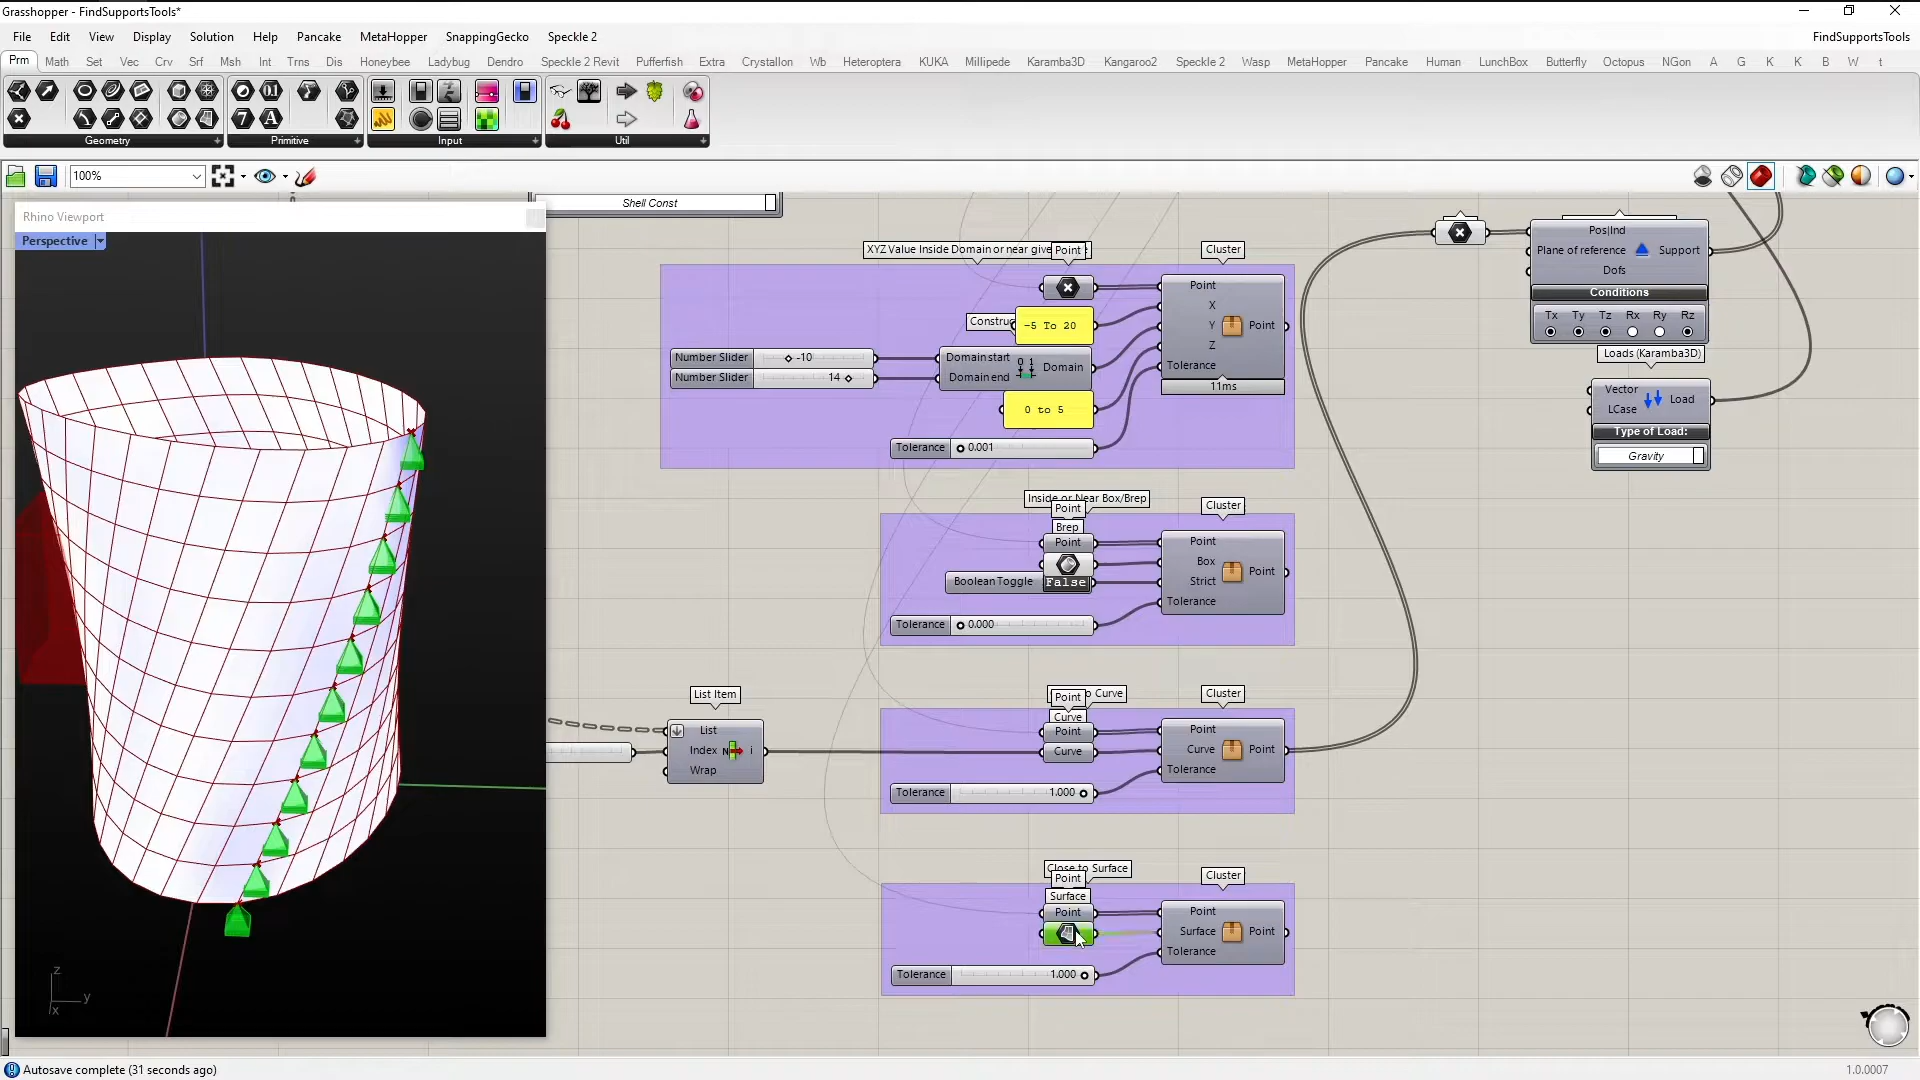 Grasshopper - FindSupportsTools*
File Edit View Display Solution Help Pancake MetaHopper SnappingGecko Speckle 2 FindSupportsTools
Prm Math Set Vec Crv Srf Msh Int Trns Dis Honeybee Ladybug Dendro Speckle 2 Revit Pufferfish Extra Crystallon Wb Heteroptera KUKA Millipede Karamba3D Kangaroo2 Speckle 2 Wasp MetaHopper Pancake Human LunchBox Butterfly Octopus NGon A G K K B W t
Geometry Primitive Input Util
100%
Shell Const
Rhino Viewport
Perspective
z
y
x
XYZ Value Inside Domain or near give
Point
Cluster
Construc
-5 To 20
Number Slider -10
Number Slider 14
Domain start
Domain end
0 1
Domain
0 to 5
Tolerance 0.001
Point
X
Y
Z
Tolerance
Point
11ms
Inside or Near Box/Brep
Point
Brep
Cluster
Point
Boolean Toggle False
Tolerance 0.000
Point
Box
Strict
Tolerance
Point
List Item
List
Index N i
Wrap
o Curve
Point
Curve
Cluster
Point
Curve
Tolerance 1.000
Point
Curve
Tolerance
Point
Close to Surface
Point
Surface
Cluster
Point
Tolerance 1.000
Point
Surface
Tolerance
Point
Pos|Ind
Plane of reference Support
Dofs
Conditions
Tx Ty Tz Rx Ry Rz
Loads (Karamba3D)
Vector
LCase
Load
Type of Load:
Gravity
Autosave complete (31 seconds ago)
1.0.0007